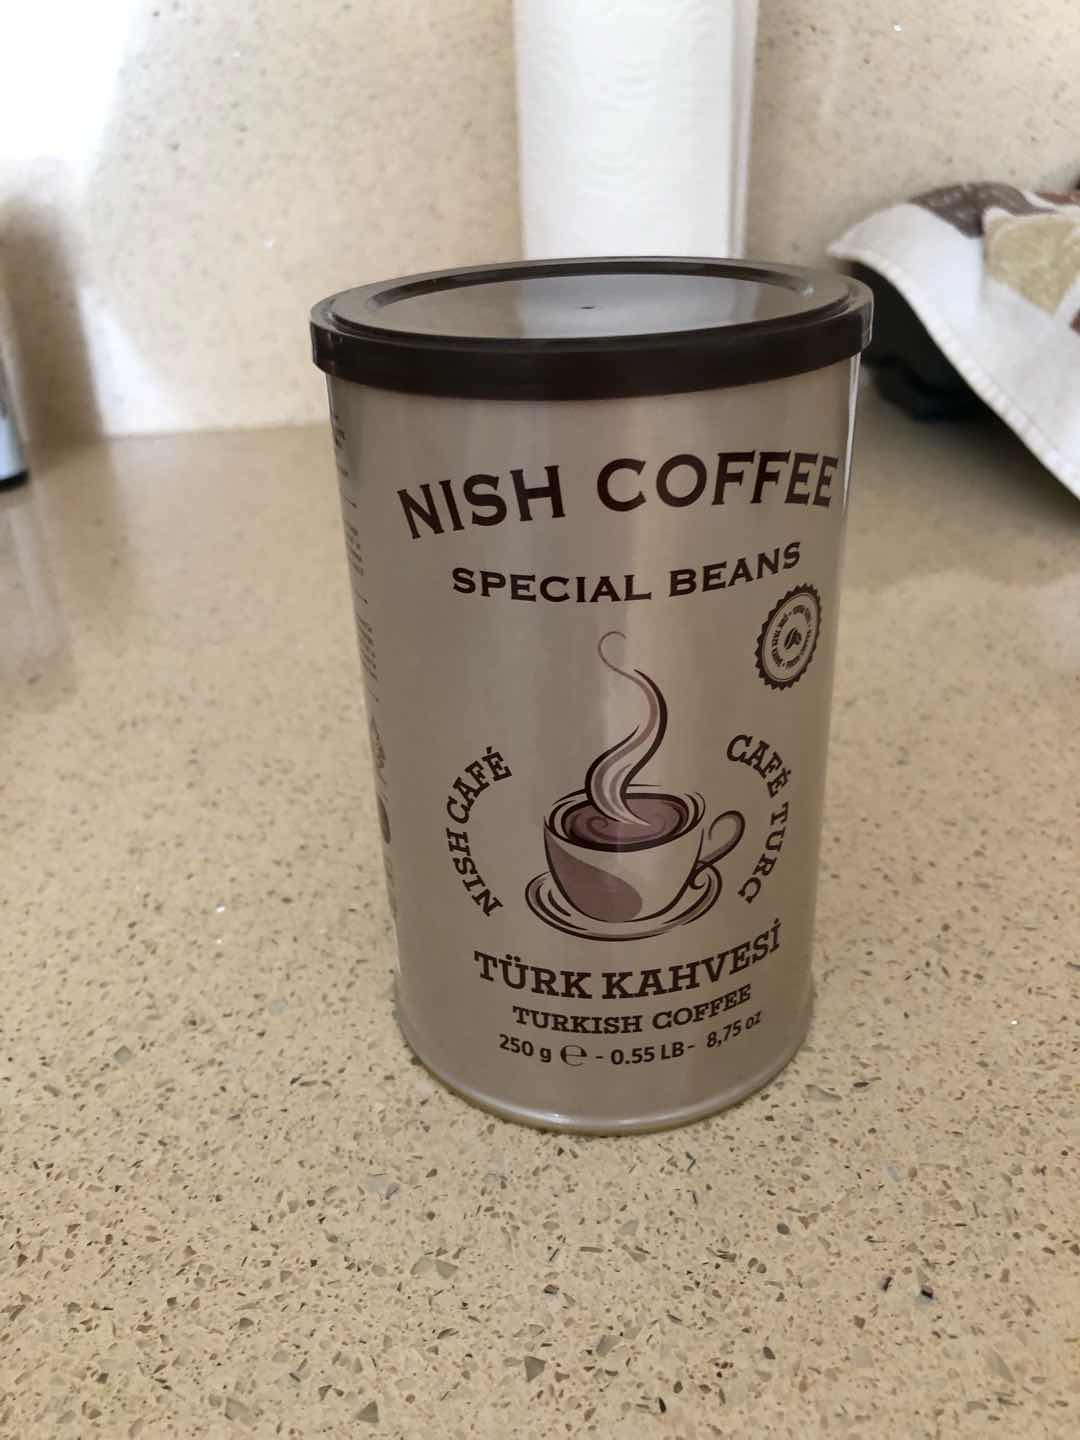 NISH COFFEE
SPECIAL BEANS
NISH CAFÉ
CAFÉ TURC
TÜRK KAHVESİ
TURKISH COFFEE
250 g ℮ - 0.55 LB - 8,75 oz